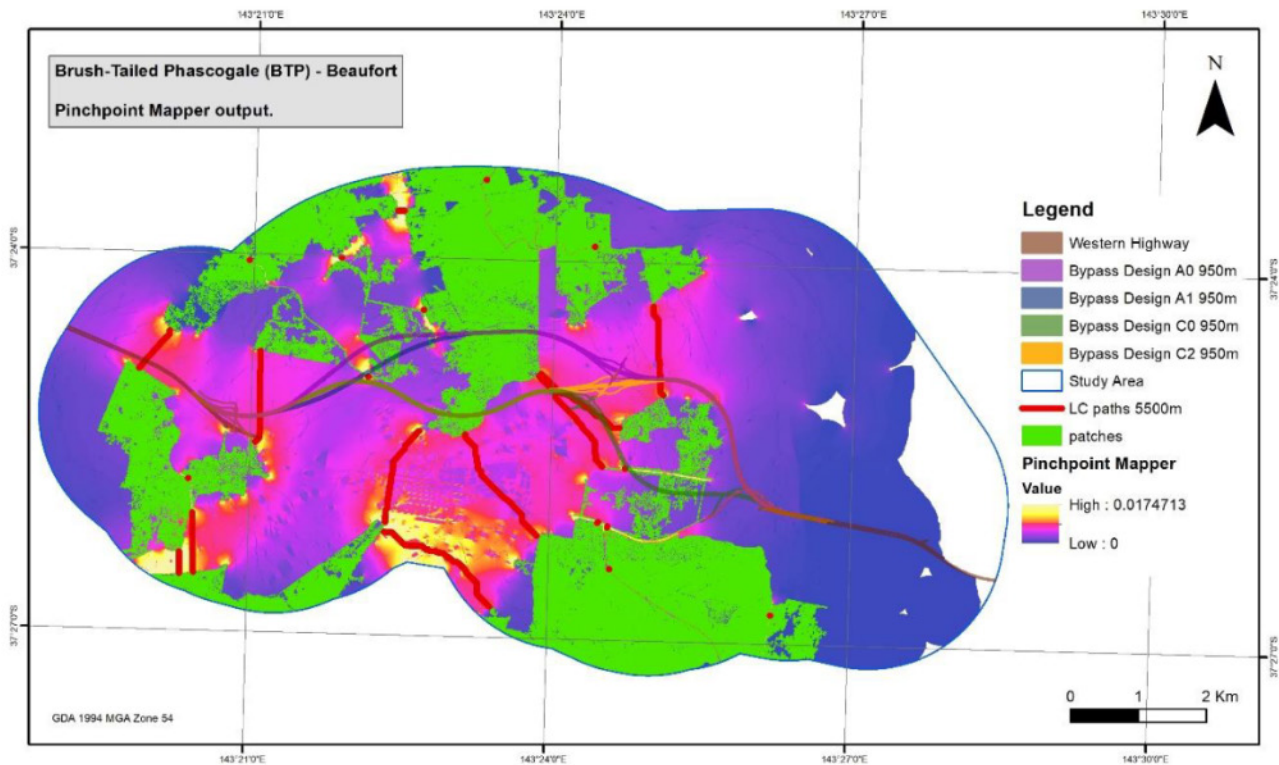 143°21'0"E
143°24'0"E
143°27'0"E
143°30'0"E
Brush-Tailed Phascogale (BTP) - Beaufort
Pinchpoint Mapper output.
N
37°24'0"S
37°24'0"S
Legend
Western Highway
Bypass Design A0 950m
Bypass Design A1 950m
Bypass Design C0 950m
Bypass Design C2 950m
Study Area
LC paths 5500m
patches
Pinchpoint Mapper
Value
High : 0.0174713
Low : 0
37°27'0"S
37°27'0"S
0 1 2 Km
GDA 1994 MGA Zone 54
143°21'0"E
143°24'0"E
143°27'0"E
143°30'0"E